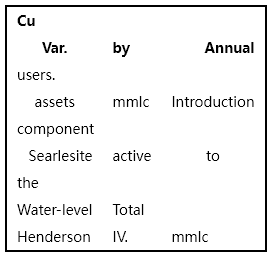 Cu
Var. by Annual
users.
assets mmlc Introduction
component
Searlesite active to
the
Water-level Total
Henderson IV. mmlc